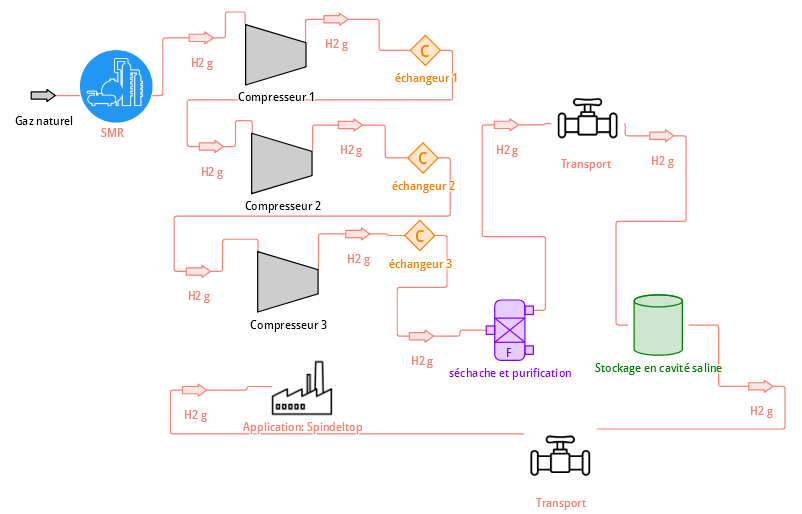 H2 g
H2 g
C
échangeur 1
Compresseur 1
Gaz naturel
SMR
H2 g
H2 g
C
échangeur 2
Compresseur 2
H2 g
Transport
H2 g
H2 g
H2 g
C
échangeur 3
Compresseur 3
H2 g
F
séchache et purification
Stockage en cavité saline
H2 g
H2 g
Application: Spindeltop
Transport